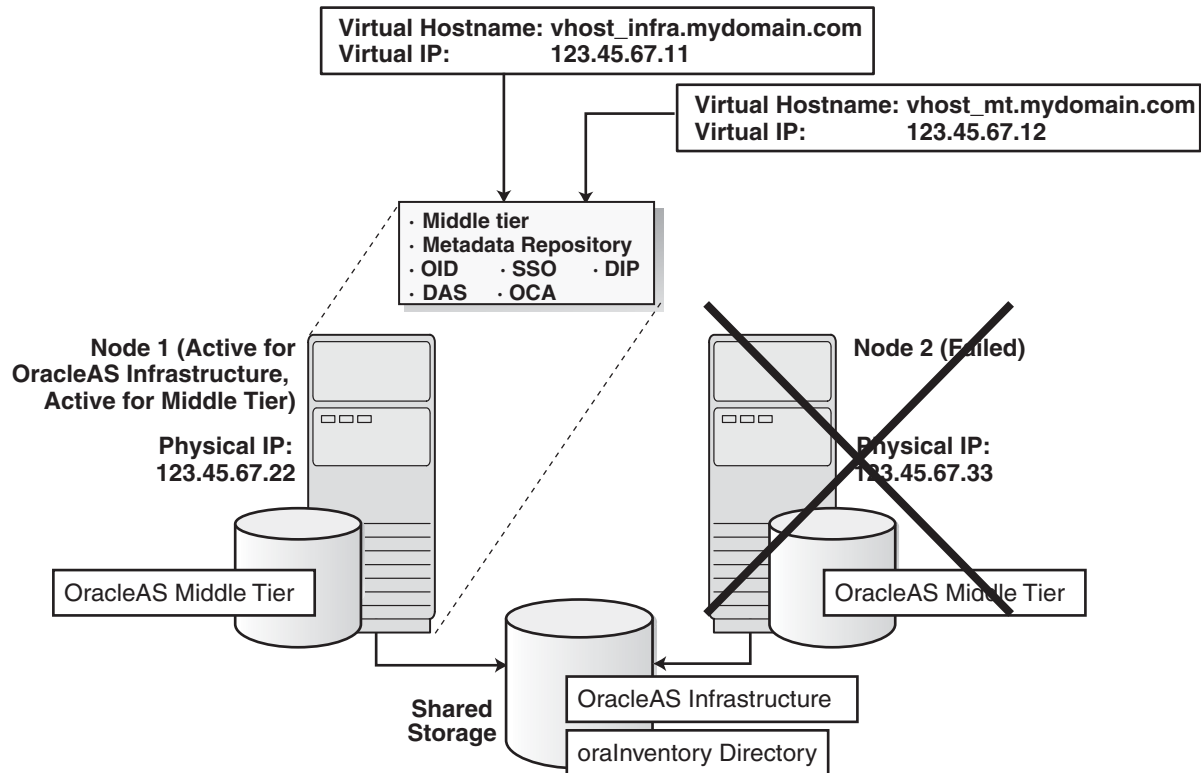 Virtual Hostname: vhost_infra.mydomain.com
Virtual IP: 123.45.67.11
Virtual Hostname: vhost_mt.mydomain.com
Virtual IP: 123.45.67.12
· Middle tier
· Metadata Repository
· OID · SSO · DIP
· DAS · OCA
Node 1 (Active for
OracleAS Infrastructure,
Active for Middle Tier)
Physical IP:
123.45.67.22
OracleAS Middle Tier
Node 2 (Failed)
Physical IP:
123.45.67.33
OracleAS Middle Tier
Shared
Storage
OracleAS Infrastructure
oraInventory Directory